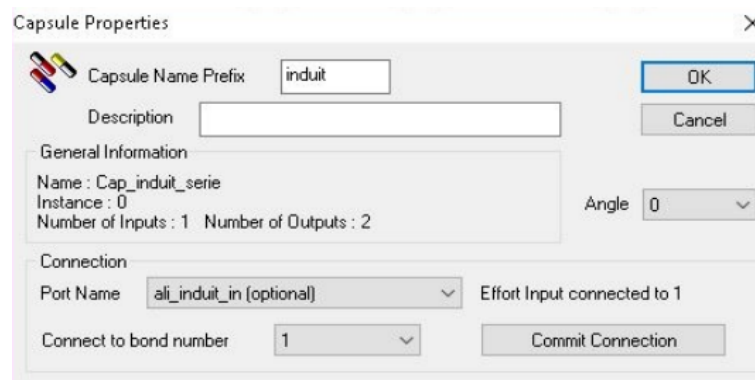 Capsule Properties
Capsule Name Prefix induit OK
Description Cancel
General Information
Name : Cap_induit_serie
Instance : 0
Number of Inputs : 1 Number of Outputs : 2
Angle 0
Connection
Port Name ali_induit_in (optional) Effort Input connected to 1
Connect to bond number 1 Commit Connection